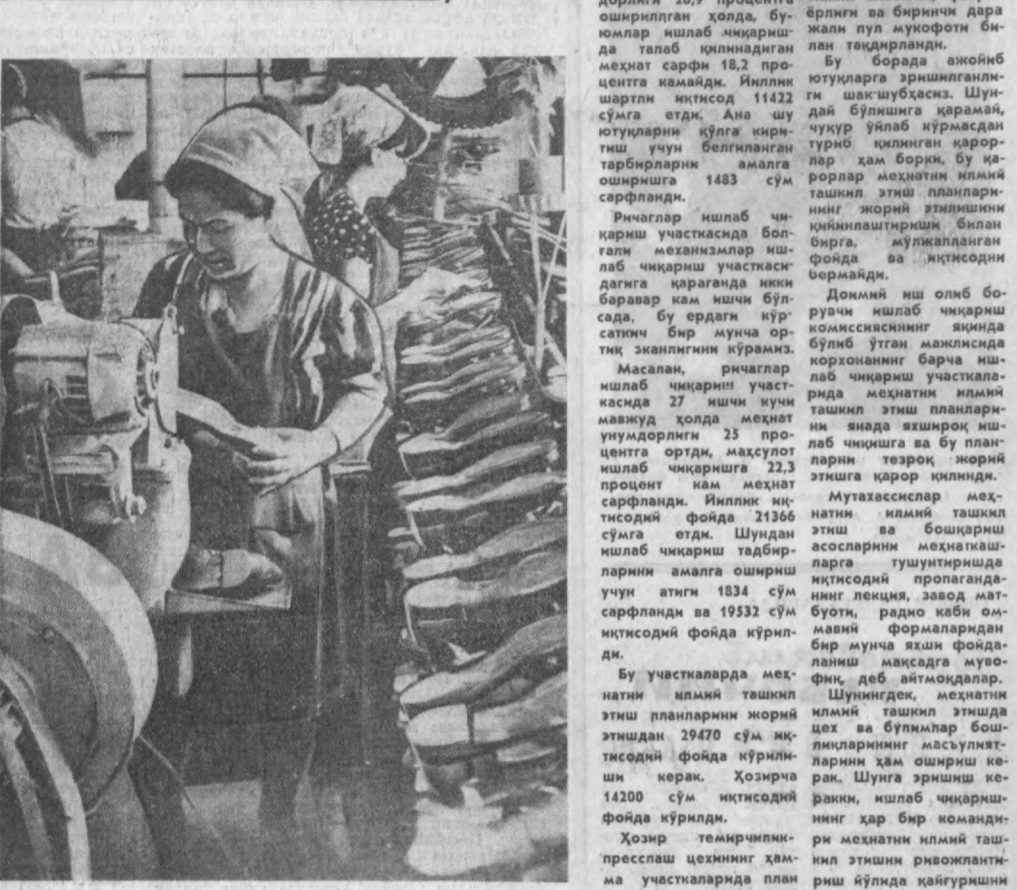 дорлиги 20,9 процентга
оширилгган ҳолда, бу-
юмлар ишлаб чиқариш-
да талаб қилинадиган
меҳнат сарфи 18,2 про-
центга камайди. Йиллик
шартли иқтисод 11422
сўмга етди. Ана шу
ютуқларни қўлга кири-
тиш учун белгиланган
тарбирларни амалга
оширишга 1483 сўм
сарфланди.
Ричаглар ишлаб чи-
қариш участкасида бол-
ғали механизмлар иш-
лаб чиқариш участкаси-
дагига қараганда икки
баравар кам ишчи бўл-
сада, бу ердаги кўр-
саткич бир мунча ор-
тиқ эканлигини кўрамиз.
Масалан, ричаглар
ишлаб чиқариш участ-
касида 27 ишчи кучи
мавжуд ҳолда меҳнат
унумдорлиги 25 про-
центга ортди, маҳсулот
ишлаб чиқаришга 22,3
процент кам меҳнат
сарфланди. Йиллик иқ-
тисодий фойда 21366
сўмга етди. Шундан
ишлаб чиқариш тадбир-
ларини амалга ошириш
учун атиги 1834 сўм
сарфланди ва 19532 сўм
иқтисодий фойда кўрил-
ди.
Бу участкаларда меҳ-
натни илмий ташкил
этиш планларини жорий
этишдан 29470 сўм иқ-
тисодий фойда кўрили-
ши керак. Ҳозирча
14200 сўм иқтисодий
фойда кўрилди.
Ҳозир темирчилик-
пресслаш цехининг ҳам-
ма участкаларида план
ёрлиғи ва биринчи дара
жали пул мукофоти би-
лан тақдирланди.
Бу борада ажойиб
ютуқларга эришилганли-
ги шак-шубҳасиз. Шун-
дай бўлишига қарамай,
чуқур ўйлаб кўрмасдан
туриб қилинган қарор-
лар ҳам борки, бу қа-
рорлар меҳнатни илмий
ташкил этиш планлари-
нинг жорий этилишини
қийинлаштириши билан
бирга, мўлжалланган
фойда ва иқтисодни
бермайди.
Доимий иш олиб бо-
рувчи ишлаб чиқариш
комиссиясининг яқинда
бўлиб ўтган мажлисида
корхонанинг барча иш-
лаб чиқариш участкала-
рида меҳнатни илмий
ташкил этиш планлари-
ни янада яхшироқ иш-
лаб чиқишга ва бу план-
ларни тезроқ жорий
этишга қарор қилинди.
Мутахассислар меҳ-
натни илмий ташкил
этиш ва бошқариш
асосларини меҳнаткаш-
ларга тушунтиришда
иқтисодий пропаганда-
нинг лекция, завод мат-
буоти, радио каби ом-
мавий формаларидан
бир мунча яхши фойда-
ланиш мақсадга муво-
фиқ, деб айтмоқдалар.
Шунингдек, меҳнатни
илмий ташкил этишда
цех ва бўлимлар бош-
лиқларининг масъулият-
ларини ҳам ошириш ке-
рак. Шунга эришиш ке-
ракки, ишлаб чиқариш-
нинг ҳар бир команди-
ри меҳнатни илмий таш-
кил этишни ривожланти-
риш йўлида қайғуришни